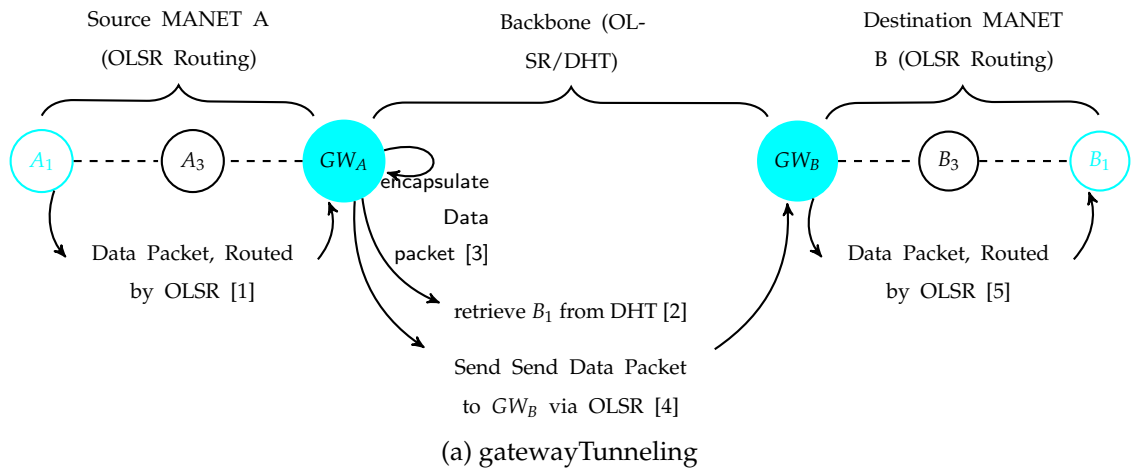 Source MANET A
(OLSR Routing)
Backbone (OL-
SR/DHT)
Destination MANET
B (OLSR Routing)
A1
A3
GWA
GWB
B3
B1
encapsulate
Data
packet [3]
Data Packet, Routed
by OLSR [1]
Data Packet, Routed
by OLSR [5]
retrieve B1 from DHT [2]
Send Send Data Packet
to GWB via OLSR [4]
(a) gatewayTunneling